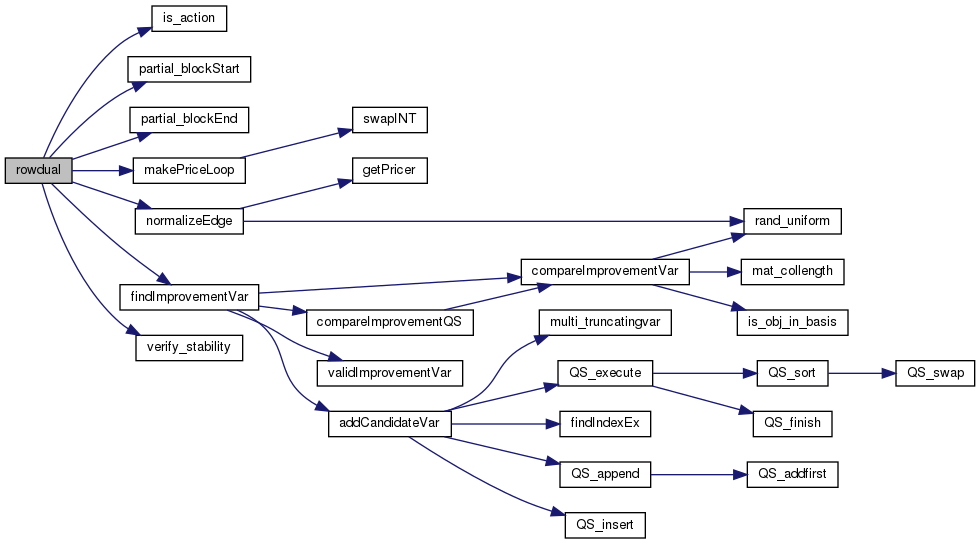 is_action
partial_blockStart
partial_blockEnd
swapINT
rowdual
makePriceLoop
getPricer
normalizeEdge
rand_uniform
compareImprovementVar
mat_collength
findImprovementVar
compareImprovementQS
multi_truncatingvar
is_obj_in_basis
verify_stability
validImprovementVar
QS_execute
QS_sort
QS_swap
addCandidateVar
findIndexEx
QS_finish
QS_append
QS_addfirst
QS_insert